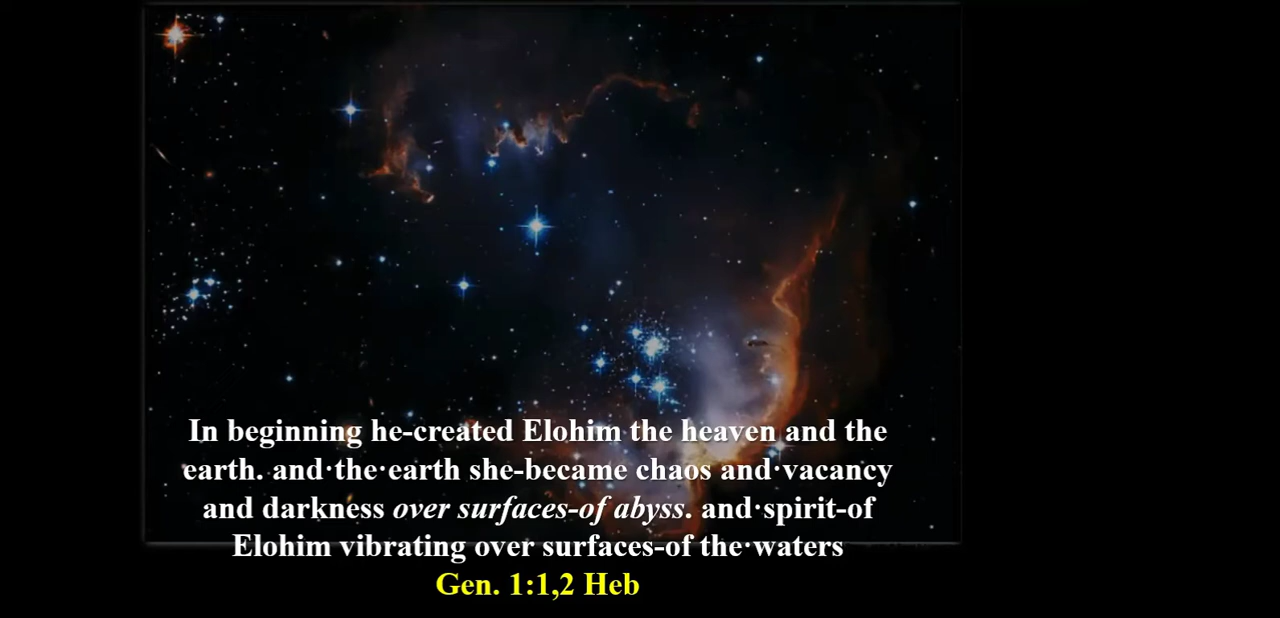 In beginning he-created Elohim the heaven and the
earth. and·the·earth she-became chaos and·vacancy
and darkness over surfaces-of abyss. and·spirit-of
Elohim vibrating over surfaces-of the·waters
Gen. 1:1,2 Heb